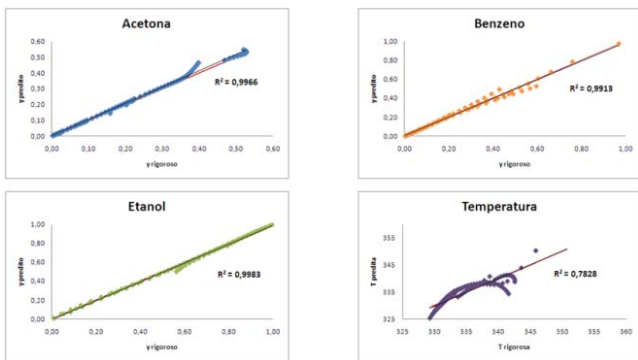 Acetona
0,60
0,50
0,40
0,30
0,20
0,10
0,00
y predito
R² = 0,9966
0,00 0,10 0,20 0,30 0,40 0,50 0,60
y rigoroso
Benzeno
1,00
0,80
0,60
0,40
0,20
0,00
y predito
R² = 0,9913
0,00 0,20 0,40 0,60 0,80 1,00
y rigoroso
Etanol
1,00
0,80
0,60
0,40
0,20
0,00
y predito
R² = 0,9983
0,00 0,20 0,40 0,60 0,80 1,00
y rigoroso
Temperatura
355
345
335
325
T predita
R² = 0,7828
325 330 335 340 345 350 355 360
T rigorosa